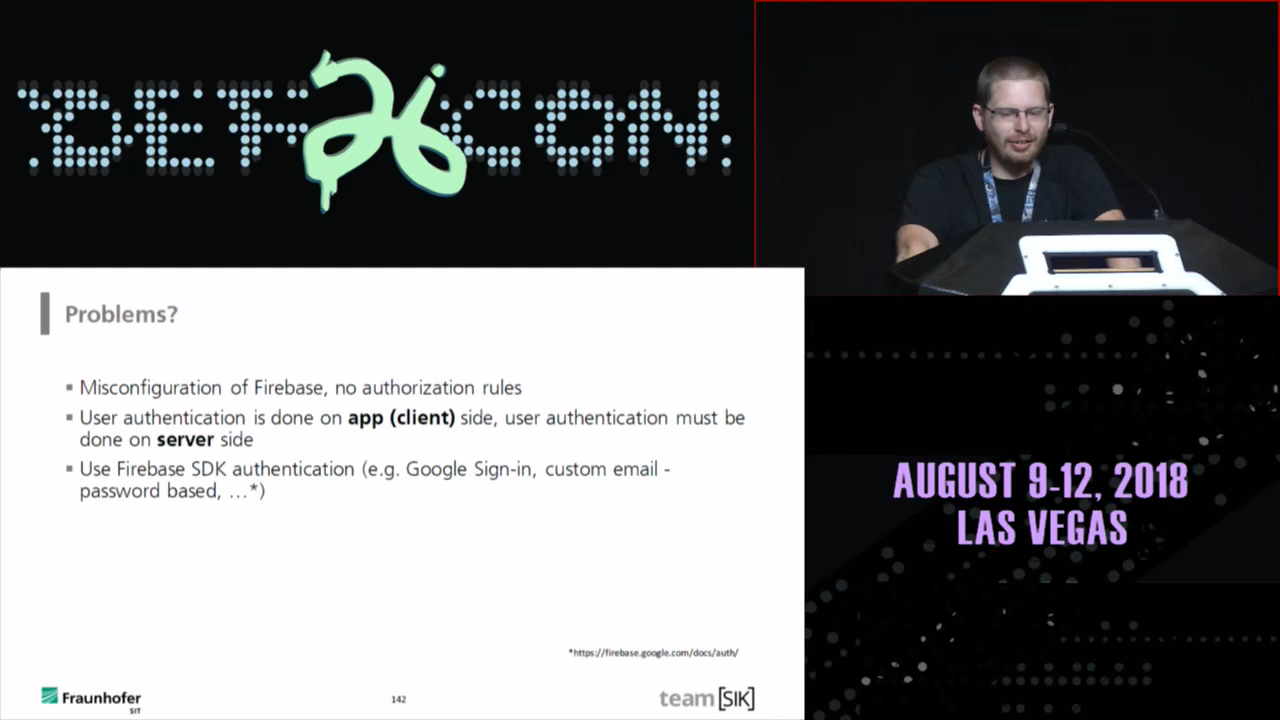 DEF 26 CON
Problems?
Misconfiguration of Firebase, no authorization rules
User authentication is done on app (client) side, user authentication must be
done on server side
Use Firebase SDK authentication (e.g. Google Sign-in, custom email -
password based, …*)
AUGUST 9-12, 2018
LAS VEGAS
*https://firebase.google.com/docs/auth/
Fraunhofer
SIT
142
team[SIK]